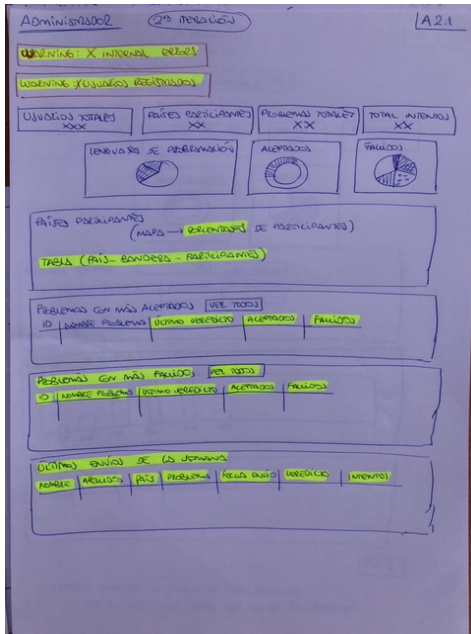 ADMINISTRADOR (2ª ITERACIÓN) A2.1
WARNING: X INTERNAL ERRORS
WARNING: X USUARIOS REGISTRADOS
USUARIOS TOTALES PAÍSES PARTICIPANTES PROBLEMAS TOTALES TOTAL INTENTOS
XXX XX XX XX
LENGUAJES DE PROGRAMACIÓN ACEPTADOS FALLIDOS
PAÍSES PARTICIPANTES
(MAPA → PORCENTAJES DE PARTICIPANTES)
TABLA (PAÍS - BANDERA - PARTICIPANTES)
PROBLEMAS CON MÁS ACEPTADOS VER TODOS
ID NOMBRE PROBLEMA ÚLTIMO VEREDICTO ACEPTADOS FALLIDOS
PROBLEMAS CON MÁS FALLIDOS VER TODOS
ID NOMBRE PROBLEMA ÚLTIMO VEREDICTO ACEPTADOS FALLIDOS
ÚLTIMOS ENVÍOS DE LA SEMANA
NOMBRE APELLIDOS PAÍS PROBLEMA FECHA ENVÍO VEREDICTO INTENTOS